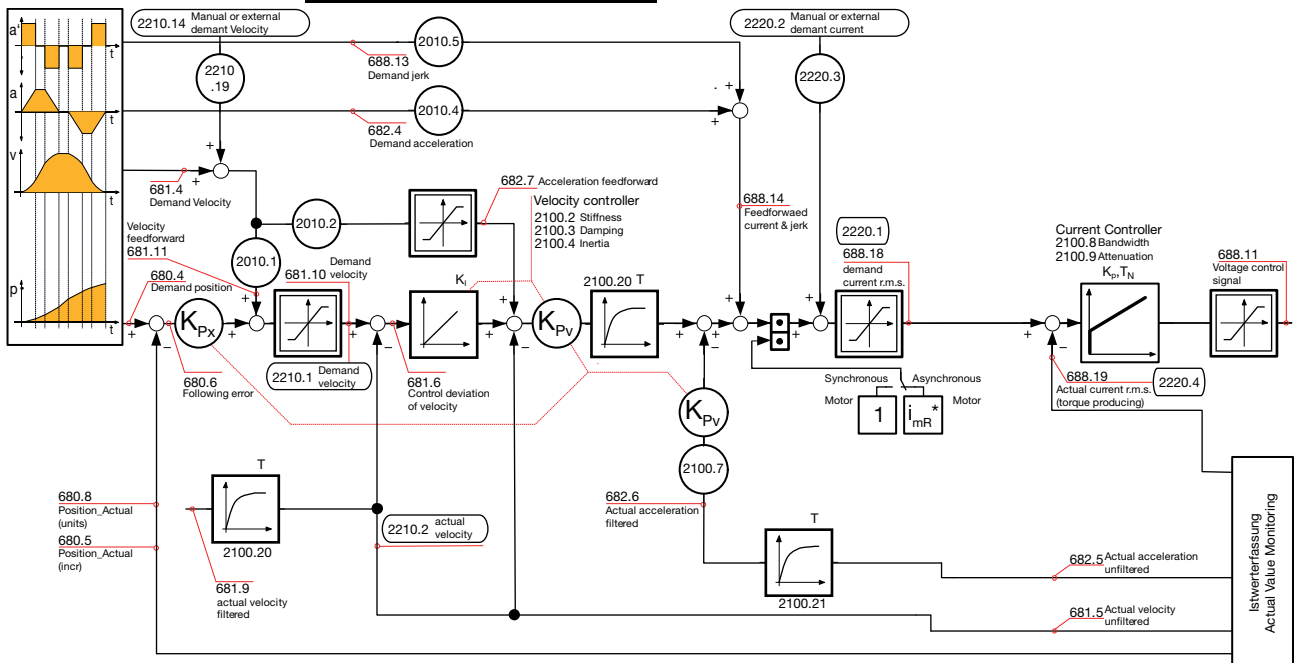 2210.14 Manual or external
demant Velocity
2220.2 Manual or external
demant current
a'
t
2010.5
688.13
Demand jerk
2210
.19
2220.3
a
t
2010.4
682.4
Demand acceleration
+
+
+
-
+
v
t
681.4
Demand Velocity
682.7 Acceleration feedforward
Velocity controller
2100.2 Stiffness
2100.3 Damping
2100.4 Inertia
688.14
Feedforwaed
current & jerk
2010.2
2010.1
Velocity
feedforward
681.11
681.10 Demand
velocity
2220.1
688.18
demand
current r.m.s.
Current Controller
2100.8 Bandwidth
2100.9 Attenuation
KP, TN
688.11
Voltage control
signal
p
t
680.4
Demand position
KI
2100.20 T
KPx
KPv
680.6
Following error
2210.1 Demand
velocity
681.6
Control deviation
of velocity
Synchronous Asynchronous
Motor 1 imR* Motor
688.19 2220.4
Actual current r.m.s.
(torque producing)
KPv
2100.7
T
2100.20
680.8
Position_Actual
(units)
680.5
Position_Actual
(incr)
681.9
actual velocity
filtered
2210.2 actual
velocity
682.6
Actual acceleration
filtered
T
2100.21
682.5 Actual acceleration
unfiltered
681.5 Actual velocity
unfiltered
Istwerterfassung
Actual Value Monitoring